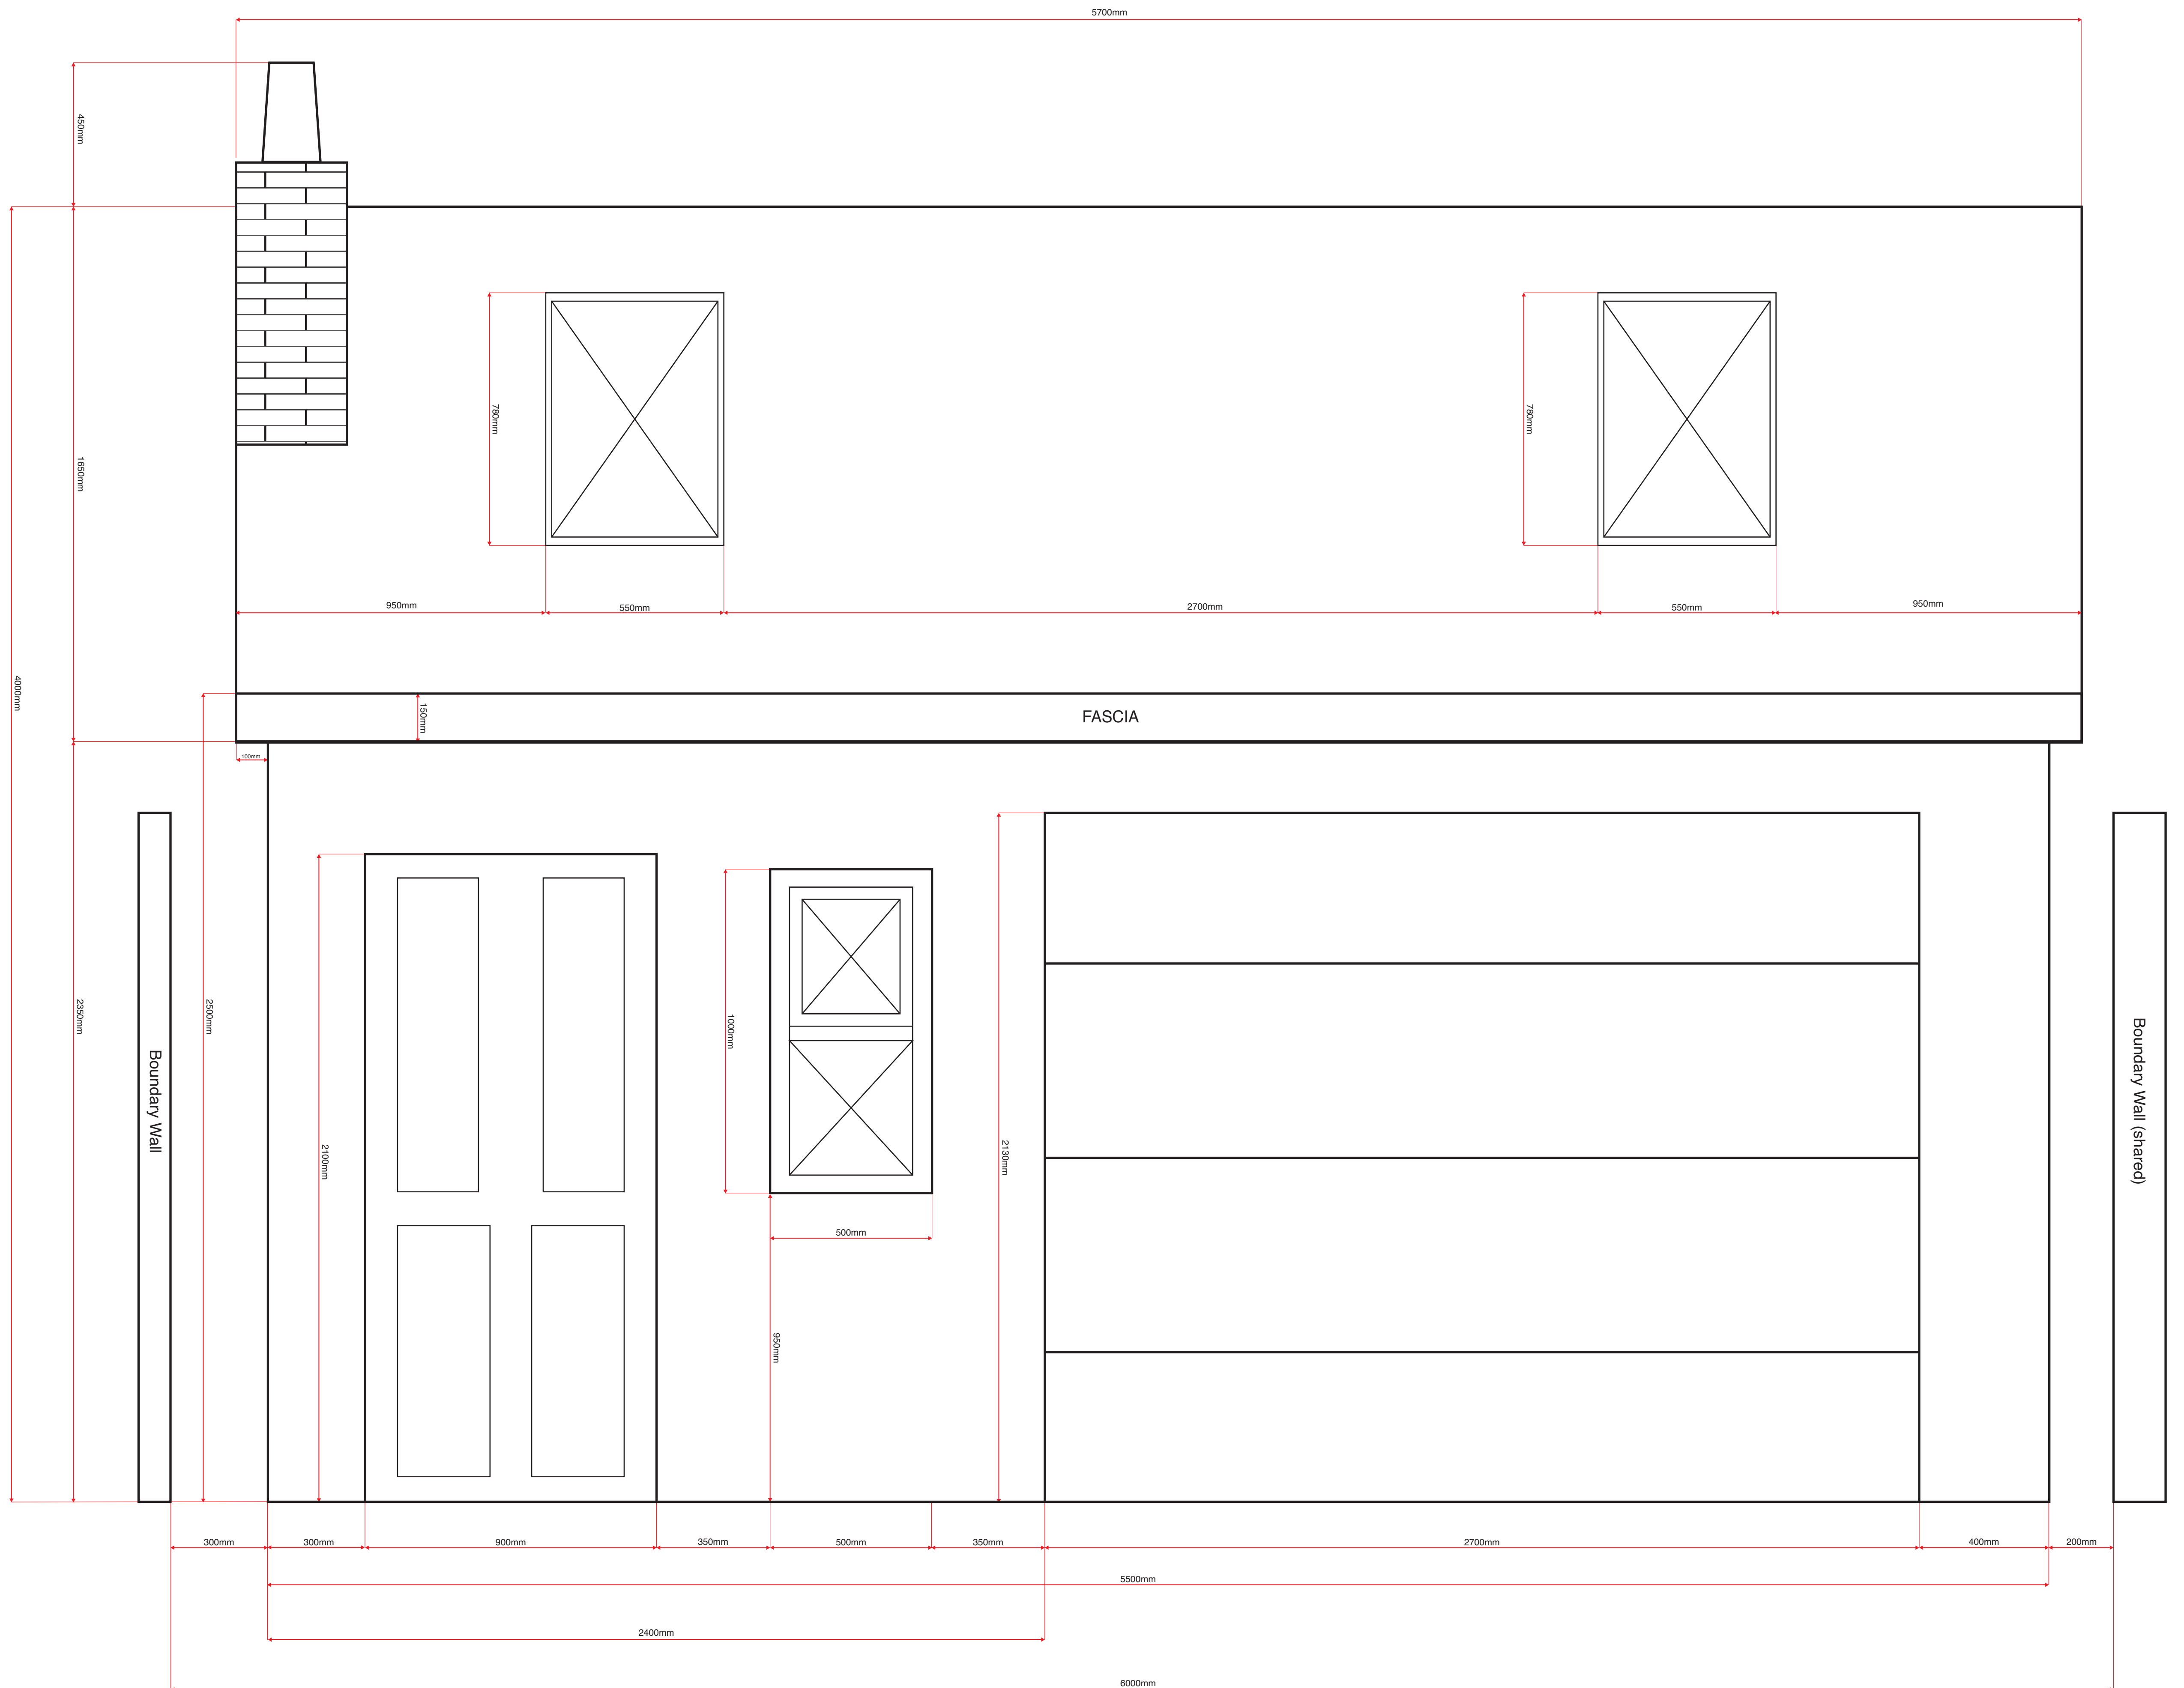 5700mm
450mm
1650mm
780mm
780mm
950mm
550mm
2700mm
550mm
950mm
4000mm
150mm
FASCIA
100mm
2350mm
2500mm
Boundary Wall
2100mm
1000mm
500mm
950mm
2130mm
Boundary Wall (shared)
300mm
300mm
900mm
350mm
500mm
350mm
2700mm
400mm
200mm
5500mm
2400mm
6000mm